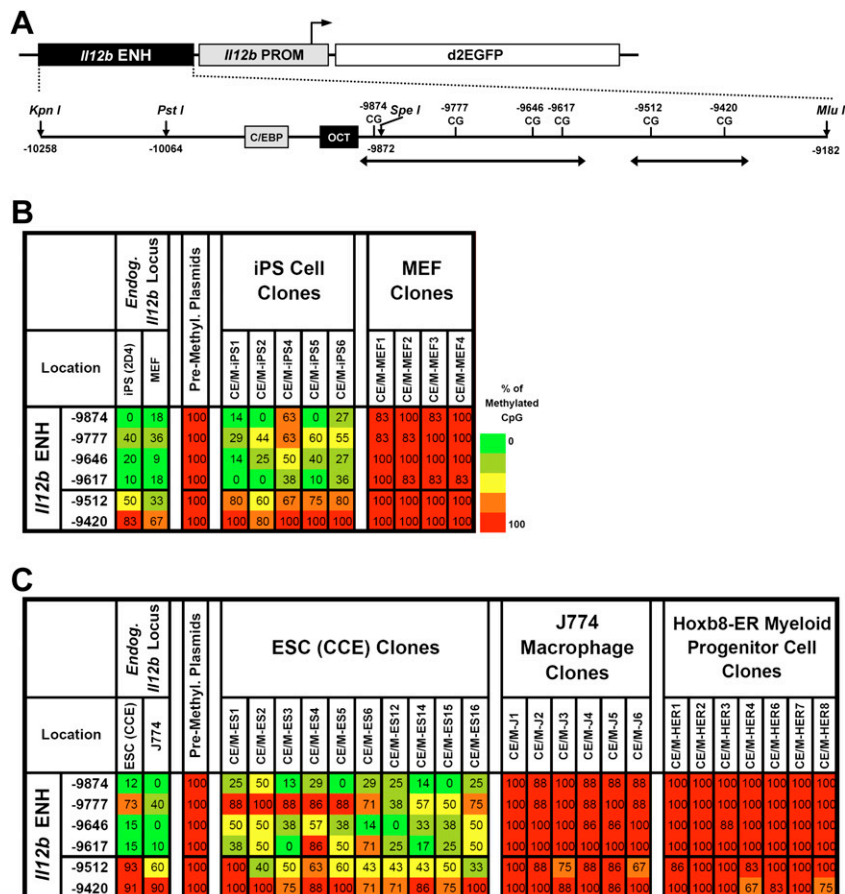 A
Il12b ENH Il12b PROM d2EGFP
-9874 CG Spe I -9777 CG -9646 CG -9617 CG -9512 CG -9420 CG
Kpn I Pst I Mlu I
C/EBP OCT
-10258 -10064 -9872 -9182
B
Endog. Il12b Locus Pre-Methyl. Plasmids iPS Cell Clones MEF Clones
Location iPS (2D4) MEF CE/M-iPS1 CE/M-iPS2 CE/M-iPS4 CE/M-iPS5 CE/M-iPS6 CE/M-MEF1 CE/M-MEF2 CE/M-MEF3 CE/M-MEF4
Il12b ENH
-9874 0 18 100 14 0 63 0 27 83 100 83 100
-9777 40 36 100 29 44 63 60 55 83 83 100 100
-9646 20 9 100 14 25 50 40 27 100 100 100 100
-9617 10 18 100 0 0 38 10 36 100 83 83 83
-9512 50 33 100 80 60 67 75 80 100 100 100 100
-9420 83 67 100 100 80 100 100 100 100 100 100 100
% of Methylated CpG
0
100
C
Endog. Il12b Locus Pre-Methyl. Plasmids ESC (CCE) Clones J774 Macrophage Clones Hoxb8-ER Myeloid Progenitor Cell Clones
Location ESC (CCE) J774 CE/M-ES1 CE/M-ES2 CE/M-ES3 CE/M-ES4 CE/M-ES5 CE/M-ES6 CE/M-ES12 CE/M-ES14 CE/M-ES15 CE/M-ES16 CE/M-J1 CE/M-J2 CE/M-J3 CE/M-J4 CE/M-J5 CE/M-J6 CE/M-HER1 CE/M-HER2 CE/M-HER3 CE/M-HER4 CE/M-HER6 CE/M-HER7 CE/M-HER8
Il12b ENH
-9874 12 0 100 25 50 13 29 0 29 25 14 0 25 100 88 100 88 88 88 100 100 100 100 100 100 100
-9777 73 40 100 88 100 88 86 88 71 38 57 50 75 100 88 88 100 88 100 100 100 100 100 100 100 100
-9646 15 0 100 50 50 38 57 38 14 0 33 38 50 100 100 100 86 86 100 100 100 88 100 100 100 100
-9617 15 10 100 38 50 0 86 50 71 25 17 25 50 100 100 100 100 100 100 100 100 100 100 100 100 100
-9512 93 60 100 100 40 50 63 60 43 43 43 50 33 100 88 75 88 86 67 86 100 100 83 100 100 100
-9420 91 90 100 100 100 75 88 100 71 71 86 75 100 100 100 100 88 100 86 100 100 100 67 83 100 75